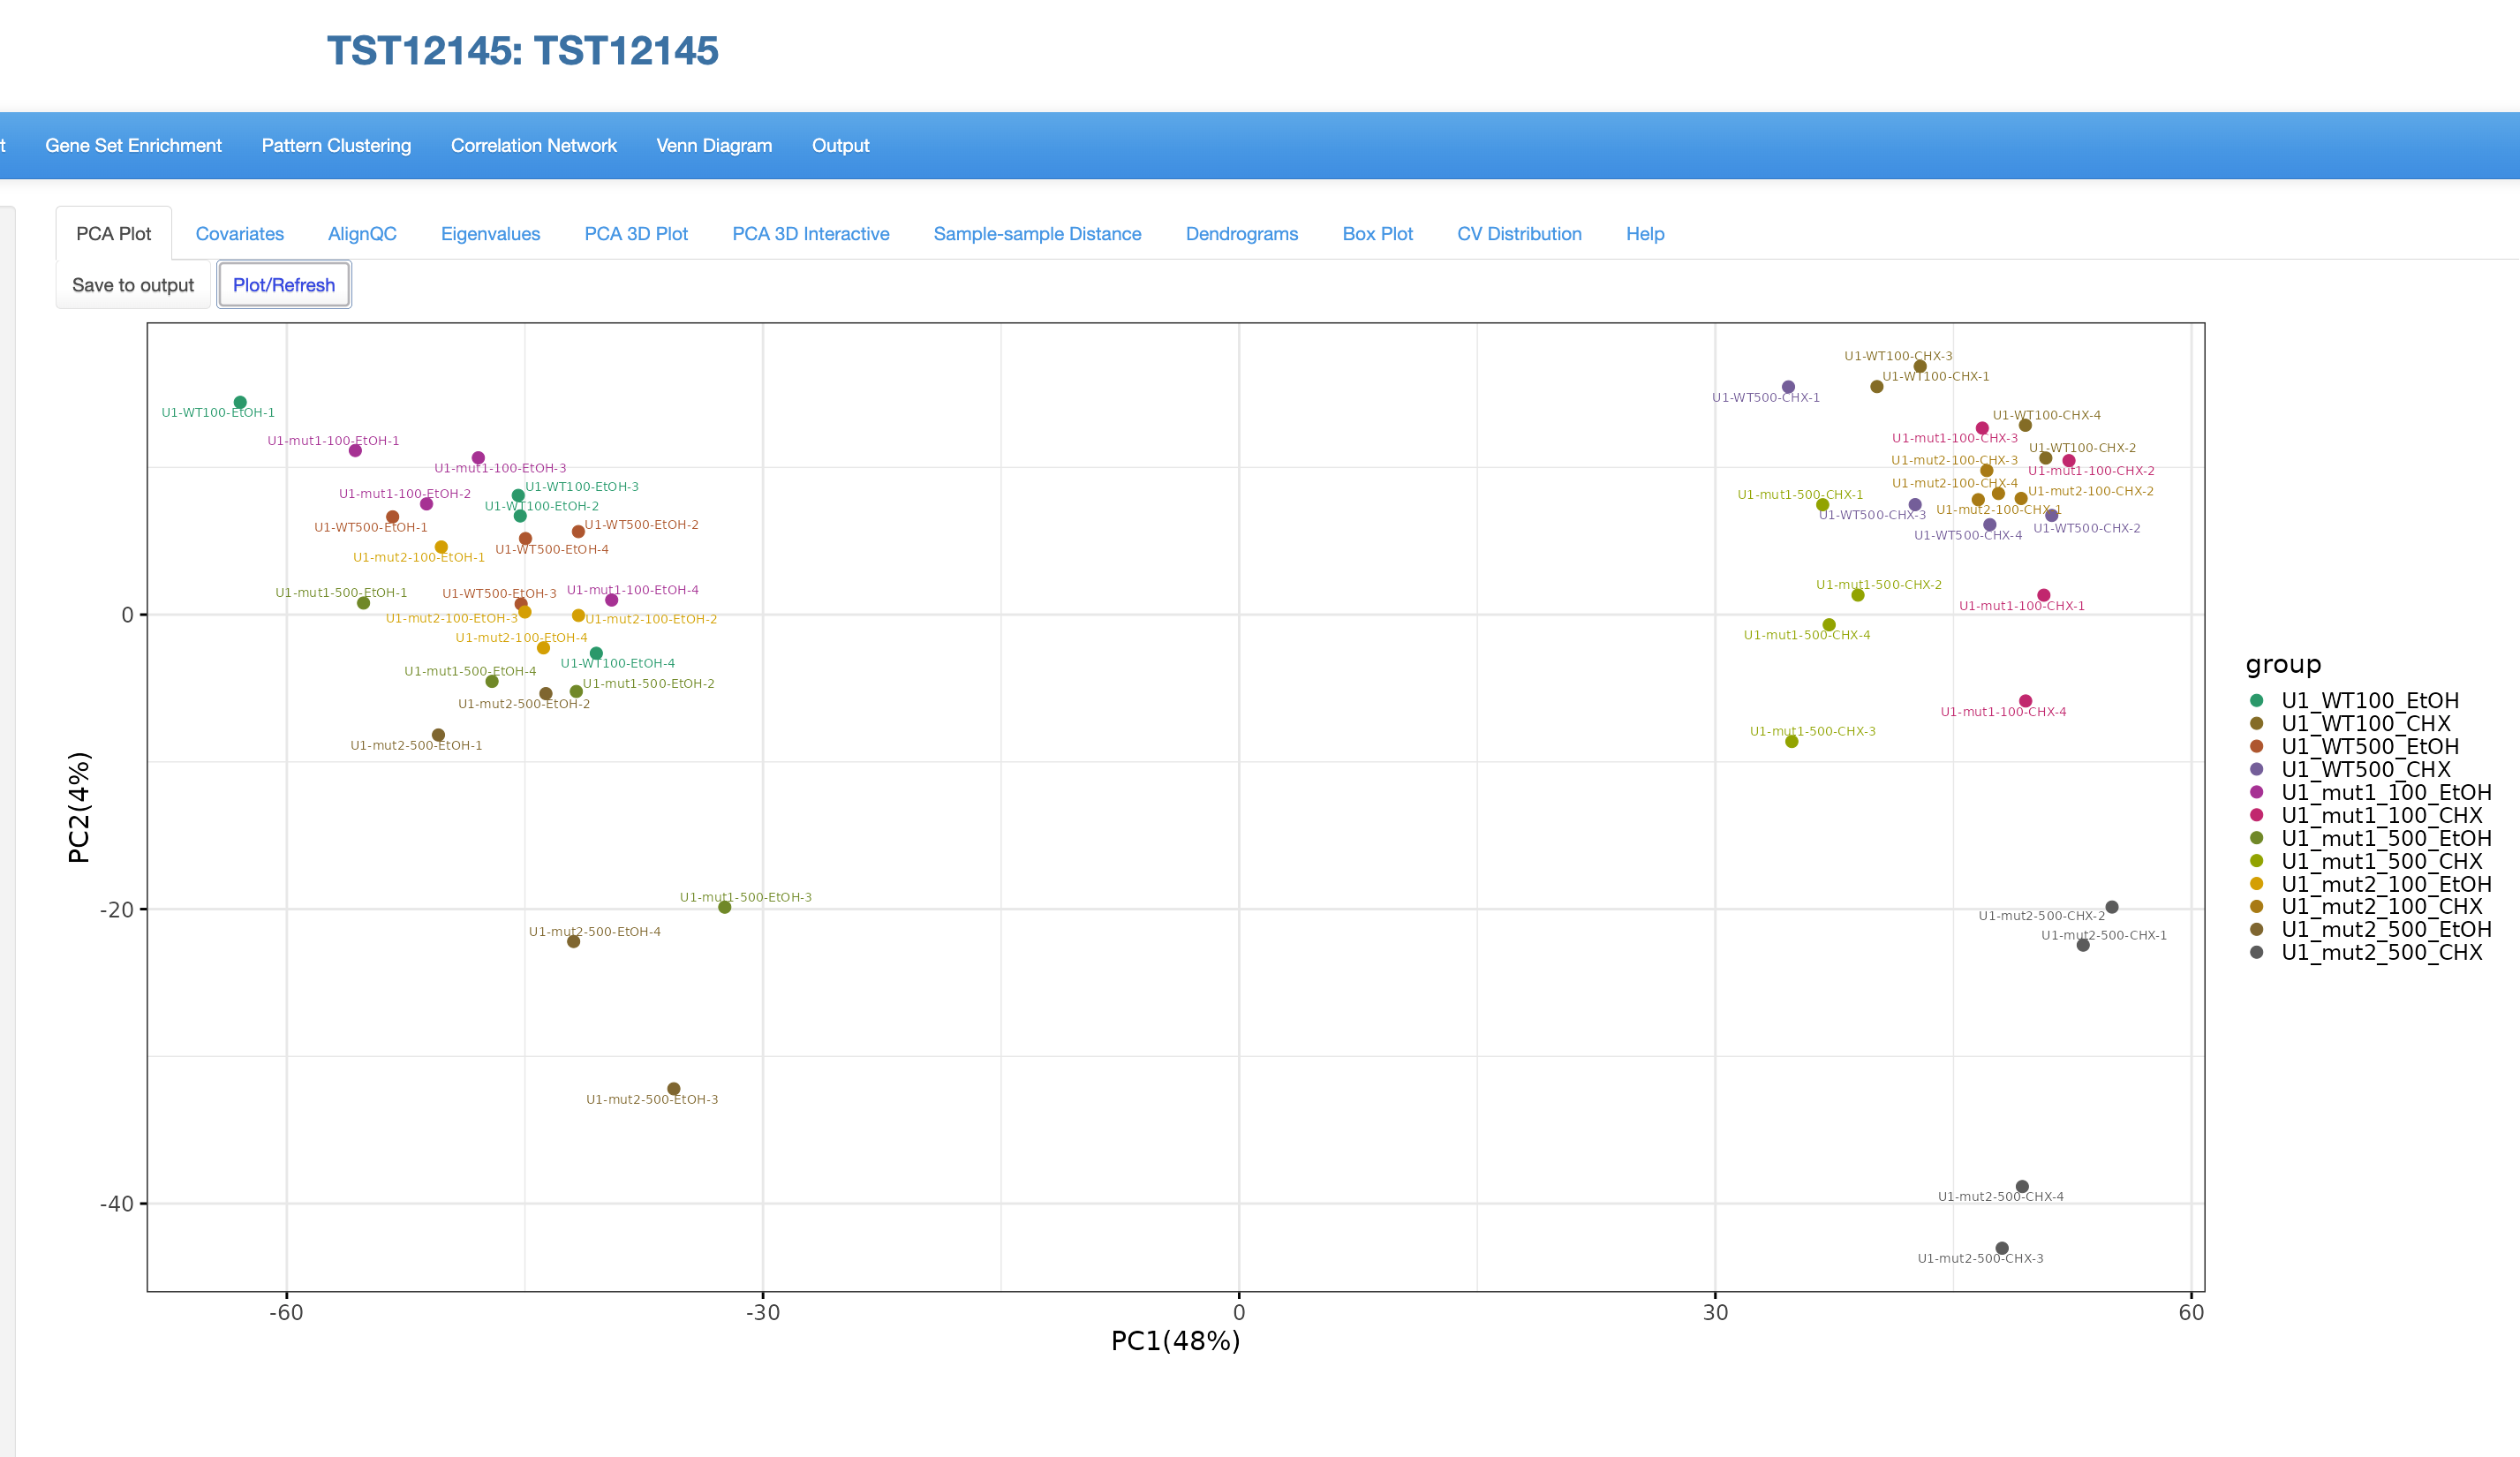 TST12145: TST12145
t Gene Set Enrichment Pattern Clustering Correlation Network Venn Diagram Output
PCA Plot Covariates AlignQC Eigenvalues PCA 3D Plot PCA 3D Interactive Sample-sample Distance Dendrograms Box Plot CV Distribution Help
Save to output Plot/Refresh
U1-WT100-EtOH-1
U1-mut1-100-EtOH-1
U1-mut1-100-EtOH-3
U1-WT100-EtOH-3
U1-mut1-100-EtOH-2
U1-WT100-EtOH-2
U1-WT500-EtOH-1
U1-WT500-EtOH-2
U1-WT500-EtOH-4
U1-mut2-100-EtOH-1
U1-mut1-500-EtOH-1
U1-WT500-EtOH-3
U1-mut1-100-EtOH-4
U1-mut2-100-EtOH-3
U1-mut2-100-EtOH-2
U1-mut2-100-EtOH-4
U1-WT100-EtOH-4
U1-mut1-500-EtOH-4
U1-mut1-500-EtOH-2
U1-mut2-500-EtOH-2
U1-mut2-500-EtOH-1
U1-mut1-500-EtOH-3
U1-mut2-500-EtOH-4
U1-mut2-500-EtOH-3
U1-WT100-CHX-3
U1-WT100-CHX-1
U1-WT500-CHX-1
U1-WT100-CHX-4
U1-mut1-100-CHX-3
U1-WT100-CHX-2
U1-mut2-100-CHX-3
U1-mut1-100-CHX-2
U1-mut2-100-CHX-4
U1-mut2-100-CHX-2
U1-mut1-500-CHX-1
U1-mut2-100-CHX-1
U1-WT500-CHX-3
U1-WT500-CHX-2
U1-WT500-CHX-4
U1-mut1-500-CHX-2
U1-mut1-100-CHX-1
U1-mut1-500-CHX-4
U1-mut1-100-CHX-4
U1-mut1-500-CHX-3
U1-mut2-500-CHX-2
U1-mut2-500-CHX-1
U1-mut2-500-CHX-4
U1-mut2-500-CHX-3
0
-20
-40
PC2(4%)
-60 -30 0 30 60
PC1(48%)
group
U1_WT100_EtOH
U1_WT100_CHX
U1_WT500_EtOH
U1_WT500_CHX
U1_mut1_100_EtOH
U1_mut1_100_CHX
U1_mut1_500_EtOH
U1_mut1_500_CHX
U1_mut2_100_EtOH
U1_mut2_100_CHX
U1_mut2_500_EtOH
U1_mut2_500_CHX